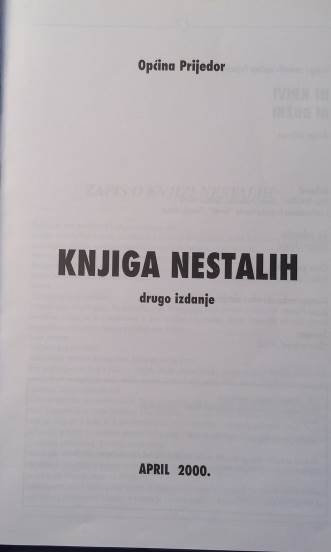 Općina Prijedor
KNJIGA NESTALIH
drugo izdanje
APRIL 2000.